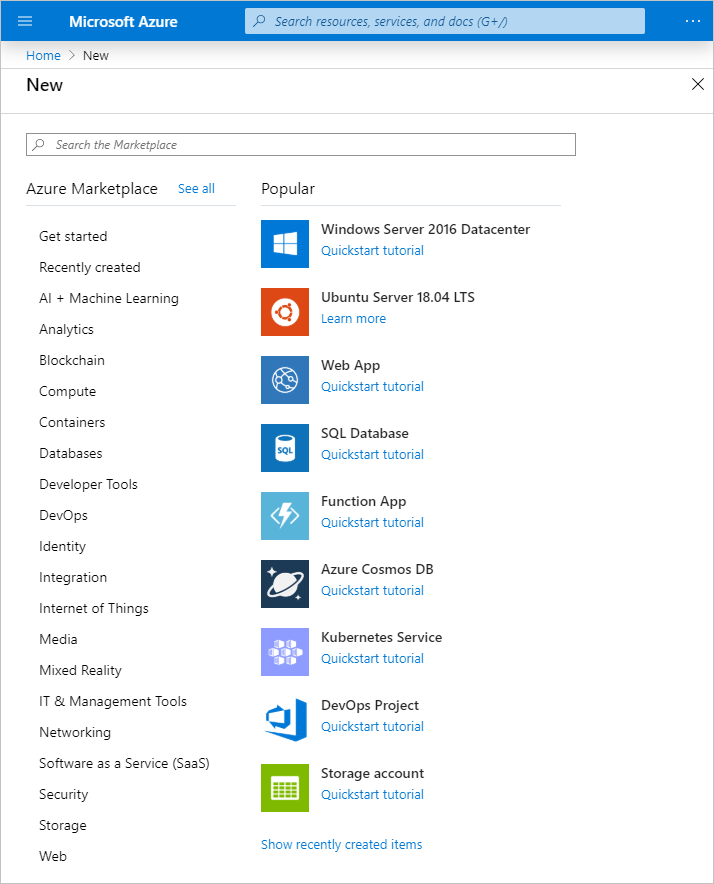 Microsoft Azure
Search resources, services, and docs (G+/)
...
Home > New
New
Search the Marketplace
Azure Marketplace See all
Get started
Recently created
AI + Machine Learning
Analytics
Blockchain
Compute
Containers
Databases
Developer Tools
DevOps
Identity
Integration
Internet of Things
Media
Mixed Reality
IT & Management Tools
Networking
Software as a Service (SaaS)
Security
Storage
Web
Popular
Windows Server 2016 Datacenter
Quickstart tutorial
Ubuntu Server 18.04 LTS
Learn more
Web App
Quickstart tutorial
SQL
SQL Database
Quickstart tutorial
Function App
Quickstart tutorial
Azure Cosmos DB
Quickstart tutorial
Kubernetes Service
Quickstart tutorial
DevOps Project
Quickstart tutorial
Storage account
Quickstart tutorial
Show recently created items